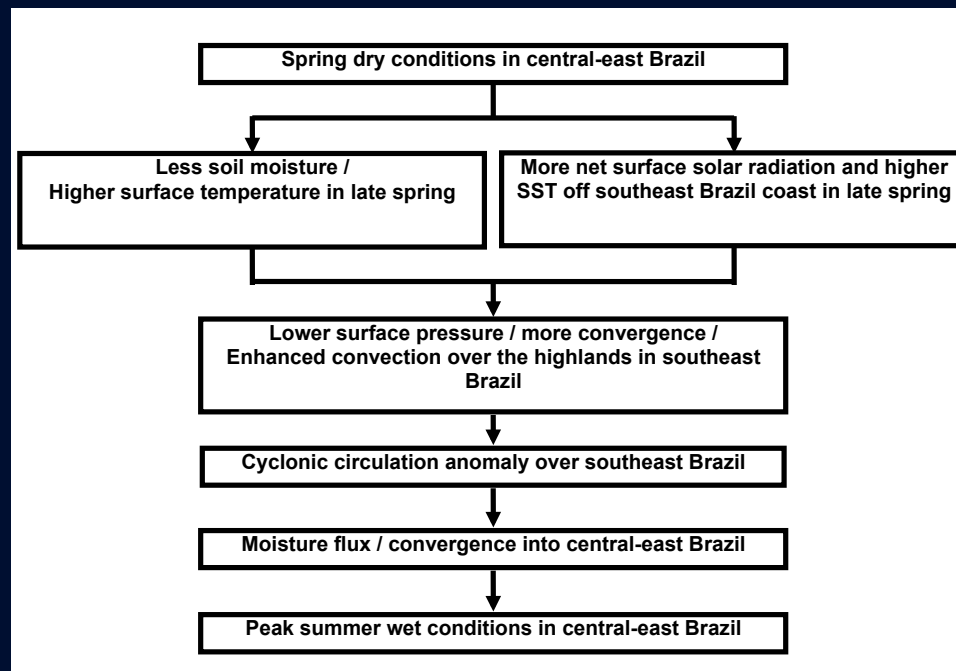 Spring dry conditions in central-east Brazil
Less soil moisture /
Higher surface temperature in late spring
More net surface solar radiation and higher
SST off southeast Brazil coast in late spring
Lower surface pressure / more convergence /
Enhanced convection over the highlands in southeast
Brazil
Cyclonic circulation anomaly over southeast Brazil
Moisture flux / convergence into central-east Brazil
Peak summer wet conditions in central-east Brazil